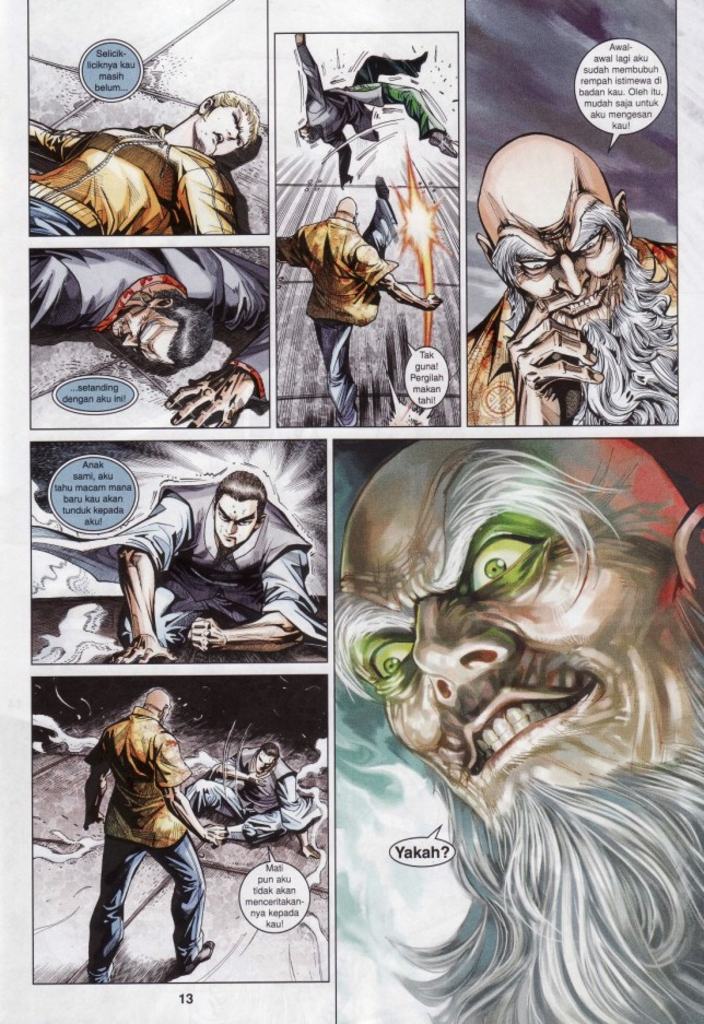 Selicik-
liciknya kau
masih
belum...
...setanding
dengan aku ini!
Tak
guna!
Pergilah
makan
tahi!
Awal-
awal lagi aku
sudah membubuh
rempah istimewa di
badan kau. Oleh itu,
mudah saja untuk
aku mengesan
kau!
Anak
sami, aku
tahu macam mana
baru kau akan
tunduk kepada
aku!
Mati
pun aku
tidak akan
menceritakan-
nya kepada
kau!
Yakah?
13